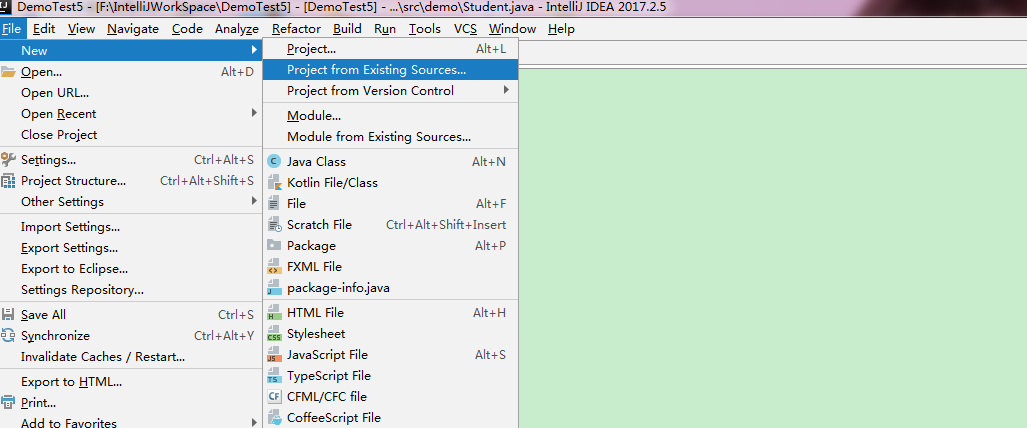 DemoTest5 - [F:\IntelliJWorkSpace\DemoTest5] - [DemoTest5] - ...\src\demo\Student.java - IntelliJ IDEA 2017.2.5
File Edit View Navigate Code Analyze Refactor Build Run Tools VCS Window Help
New
Open... Alt+D
Open URL...
Open Recent
Close Project
Settings... Ctrl+Alt+S
Project Structure... Ctrl+Alt+Shift+S
Other Settings
Import Settings...
Export Settings...
Export to Eclipse...
Settings Repository...
Save All Ctrl+S
Synchronize Ctrl+Alt+Y
Invalidate Caches / Restart...
Export to HTML...
Print...
Add to Favorites
Project... Alt+L
Project from Existing Sources...
Project from Version Control
Module...
Module from Existing Sources...
Java Class Alt+N
Kotlin File/Class
File Alt+F
Scratch File Ctrl+Alt+Shift+Insert
Package Alt+P
FXML File
package-info.java
HTML File Alt+H
Stylesheet
JavaScript File Alt+S
TypeScript File
CFML/CFC file
CoffeeScript File